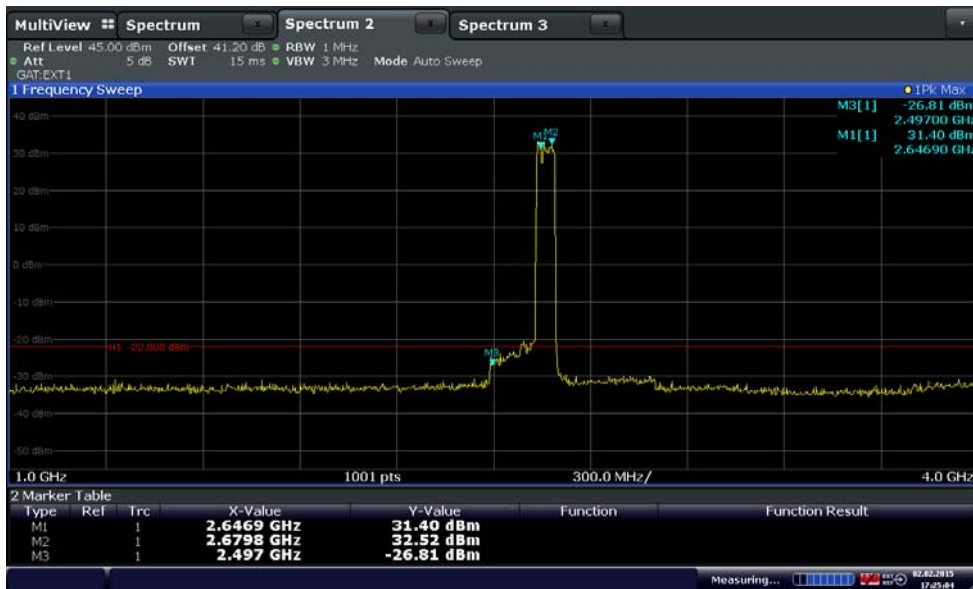 MultiView Spectrum x Spectrum 2 x Spectrum 3 x
Ref Level 45.00 dBm Offset 41.20 dB RBW 1 MHz
Att 5 dB SWT 15 ms VBW 3 MHz Mode Auto Sweep
GAT:EXT1
1 Frequency Sweep 1Pk Max
M3[1] -26.81 dBm
2.49700 GHz
M1[1] 31.40 dBm
2.64690 GHz
40 dBm
M1 M2
30 dBm
20 dBm
10 dBm
0 dBm
-10 dBm
-20 dBm
H1 -22.000 dBm
M3
-30 dBm
-40 dBm
-50 dBm
1.0 GHz 1001 pts 300.0 MHz/ 4.0 GHz
2 Marker Table
Type Ref Trc X-Value Y-Value Function Function Result
M1 1 2.6469 GHz 31.40 dBm
M2 1 2.6798 GHz 32.52 dBm
M3 1 2.497 GHz -26.81 dBm
Measuring... EXT REF 02.02.2015
17:25:04